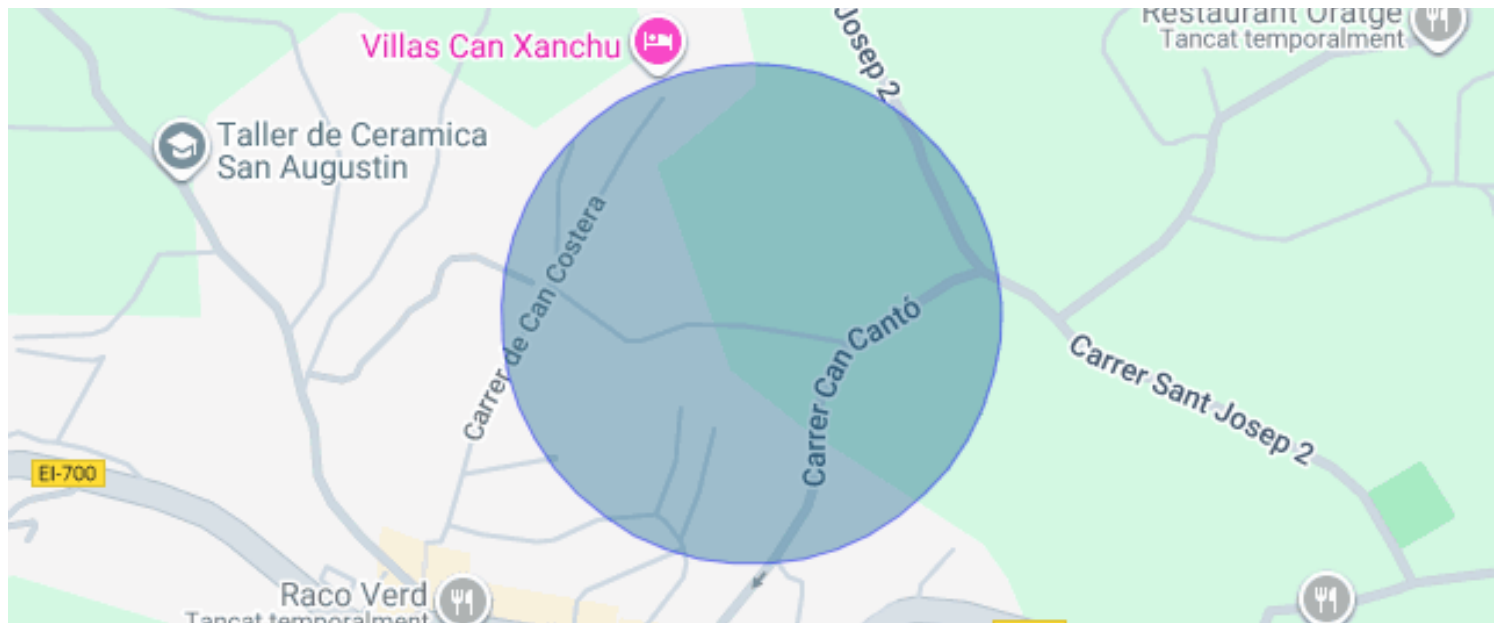 Restaurant Oratge
Tancat temporalment
Villas Can Xanchu
Josep 2
Taller de Ceramica
San Augustin
Carrer de Can Costera
Carrer Can Cantó
Carrer Sant Josep 2
EI-700
Raco Verd
Tancat temporalment